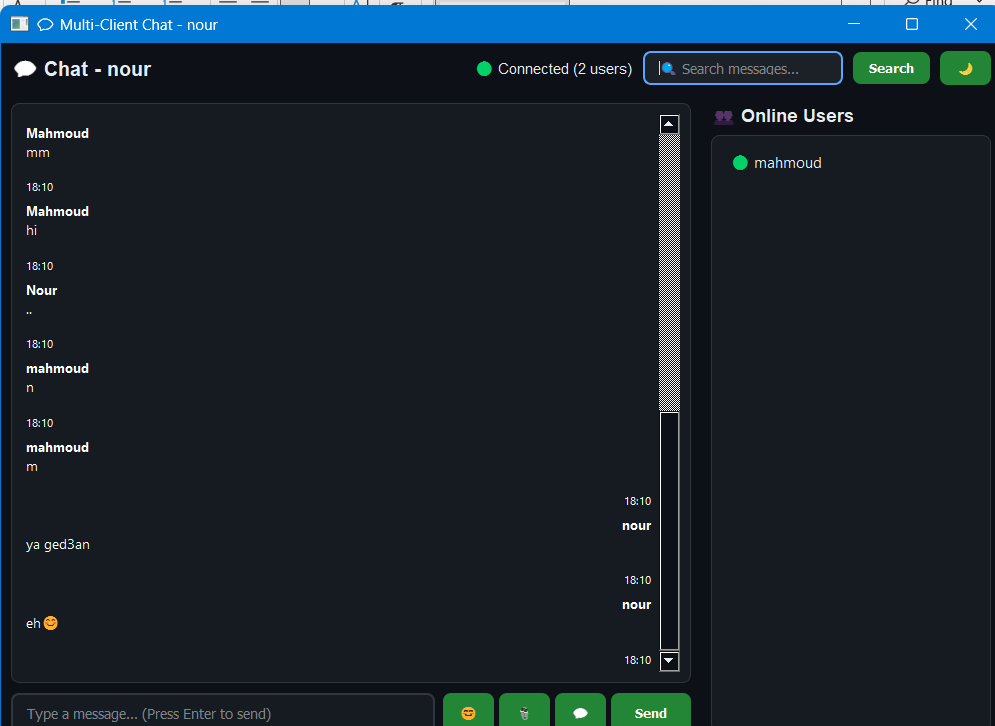 Find
Multi-Client Chat - nour
Chat - nour
Connected (2 users)
Search messages...
Search
Mahmoud
mm
18:10
Mahmoud
hi
18:10
Nour
..
18:10
mahmoud
n
18:10
mahmoud
m
18:10
nour
ya ged3an
18:10
nour
eh😊
18:10
Online Users
mahmoud
Type a message... (Press Enter to send)
Send